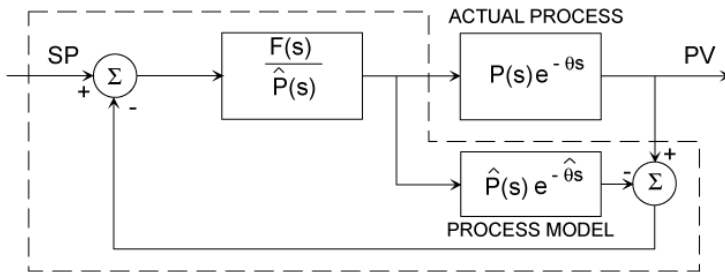 ACTUAL PROCESS
SP
+
-
Σ
F(s)
P̂(s)
P(s) e^{- θs}
PV
+
-
Σ
P̂(s) e^{- θ̂s}
PROCESS MODEL